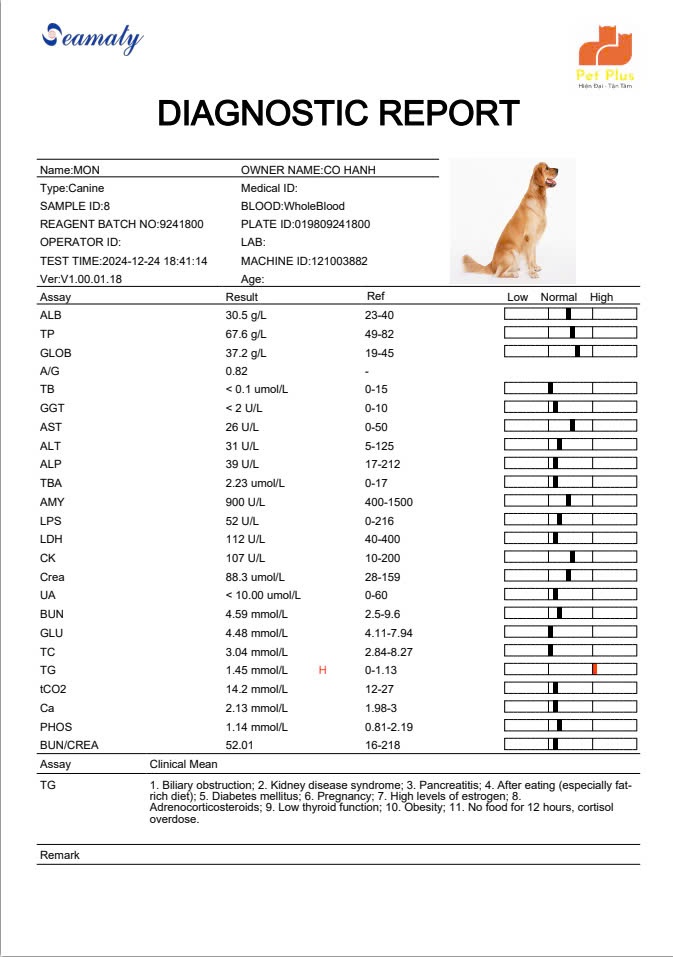 Seamaty
Pet Plus
Hiện Đại - Tận Tâm
DIAGNOSTIC REPORT
Name:MON OWNER NAME:CO HANH
Type:Canine Medical ID:
SAMPLE ID:8 BLOOD:WholeBlood
REAGENT BATCH NO:9241800 PLATE ID:019809241800
OPERATOR ID: LAB:
TEST TIME:2024-12-24 18:41:14 MACHINE ID:121003882
Ver:V1.00.01.18 Age:
Assay Result Ref Low Normal High
ALB 30.5 g/L 23-40
TP 67.6 g/L 49-82
GLOB 37.2 g/L 19-45
A/G 0.82 -
TB < 0.1 umol/L 0-15
GGT < 2 U/L 0-10
AST 26 U/L 0-50
ALT 31 U/L 5-125
ALP 39 U/L 17-212
TBA 2.23 umol/L 0-17
AMY 900 U/L 400-1500
LPS 52 U/L 0-216
LDH 112 U/L 40-400
CK 107 U/L 10-200
Crea 88.3 umol/L 28-159
UA < 10.00 umol/L 0-60
BUN 4.59 mmol/L 2.5-9.6
GLU 4.48 mmol/L 4.11-7.94
TC 3.04 mmol/L 2.84-8.27
TG 1.45 mmol/L H 0-1.13
tCO2 14.2 mmol/L 12-27
Ca 2.13 mmol/L 1.98-3
PHOS 1.14 mmol/L 0.81-2.19
BUN/CREA 52.01 16-218
Assay Clinical Mean
TG 1. Biliary obstruction; 2. Kidney disease syndrome; 3. Pancreatitis; 4. After eating (especially fat-
rich diet); 5. Diabetes mellitus; 6. Pregnancy; 7. High levels of estrogen; 8.
Adrenocorticosteroids; 9. Low thyroid function; 10. Obesity; 11. No food for 12 hours, cortisol
overdose.
Remark